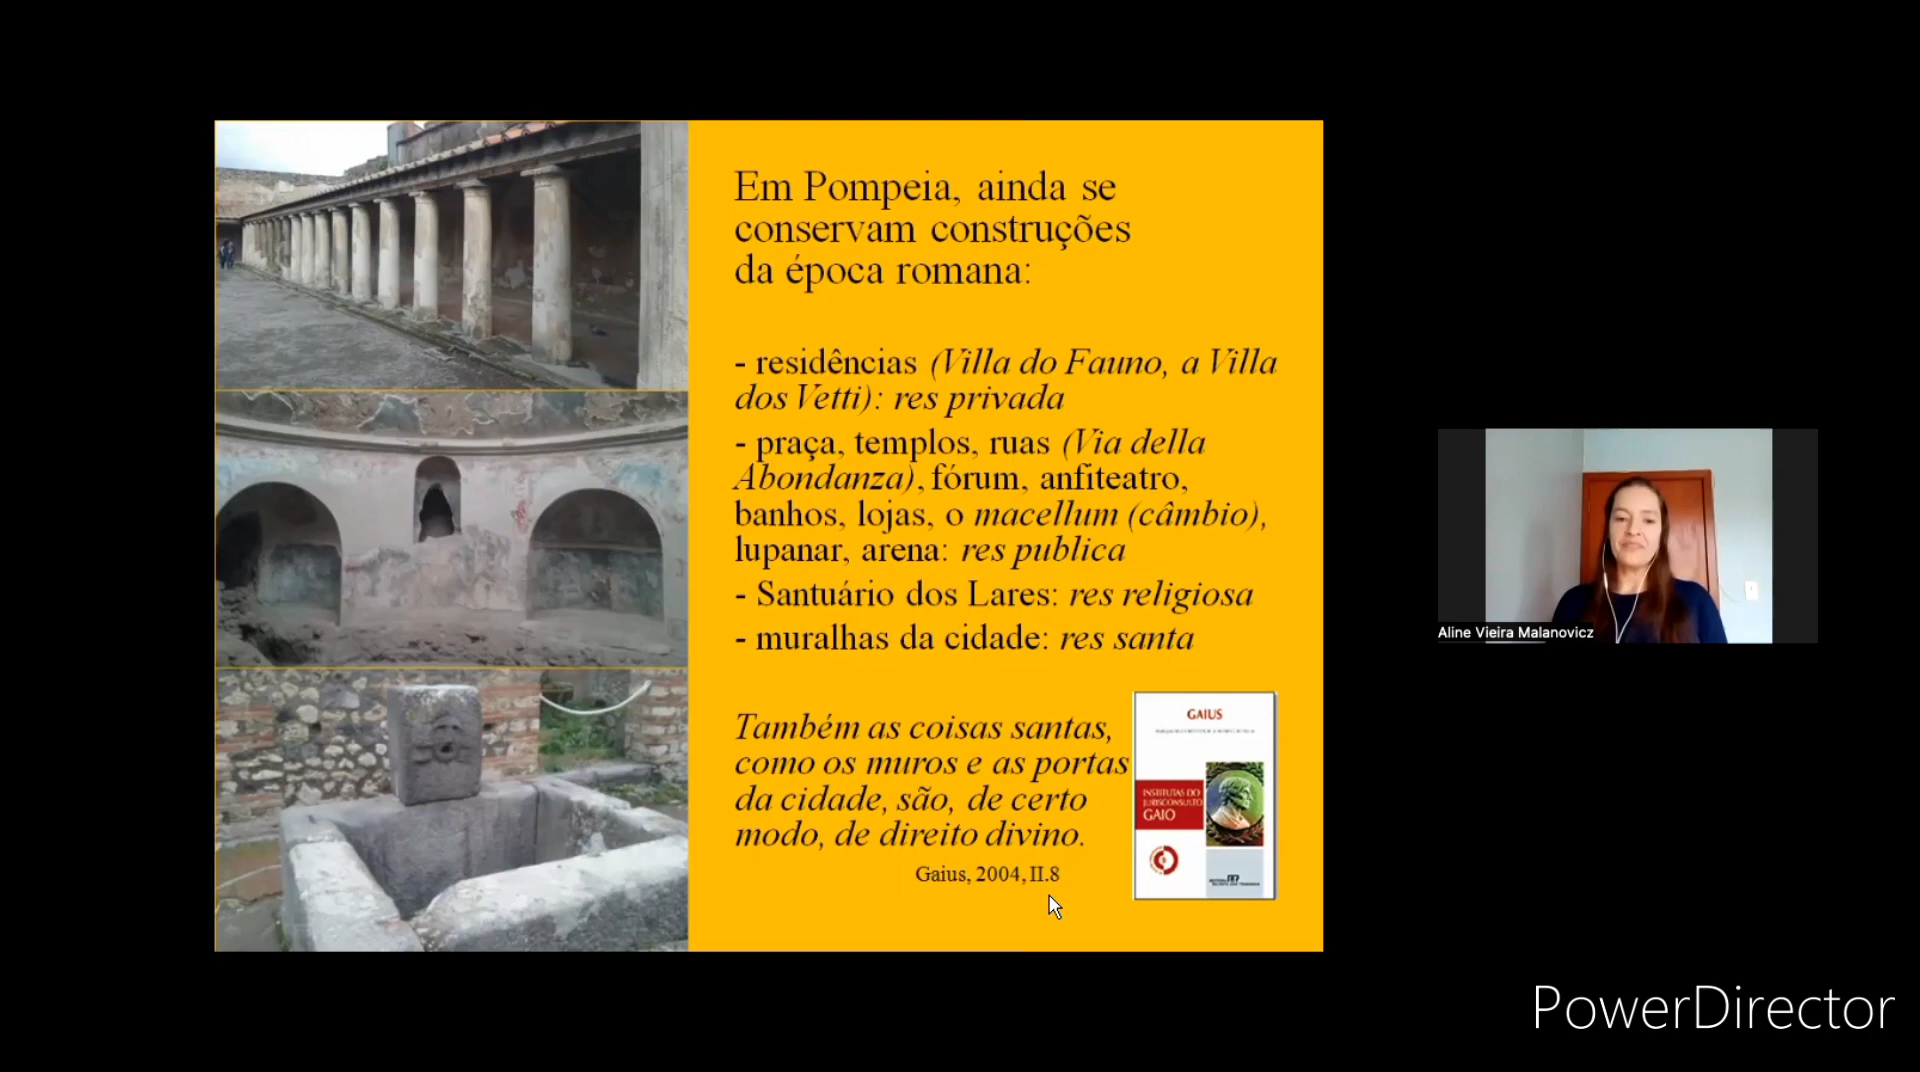 Em Pompeia, ainda se
conservam construções
da época romana:
- residências (Villa do Fauno, a Villa
dos Vetti): res privada
- praça, templos, ruas (Via della
Abondanza), fórum, anfiteatro,
banhos, lojas, o macellum (câmbio),
lupanar, arena: res publica
- Santuário dos Lares: res religiosa
- muralhas da cidade: res santa
Também as coisas santas,
como os muros e as portas
da cidade, são, de certo
modo, de direito divino.
Gaius, 2004, II.8
GAIUS
INSTITUTAS DO
JURISCONSULTO
GAIO
Aline Vieira Malanovicz
PowerDirector